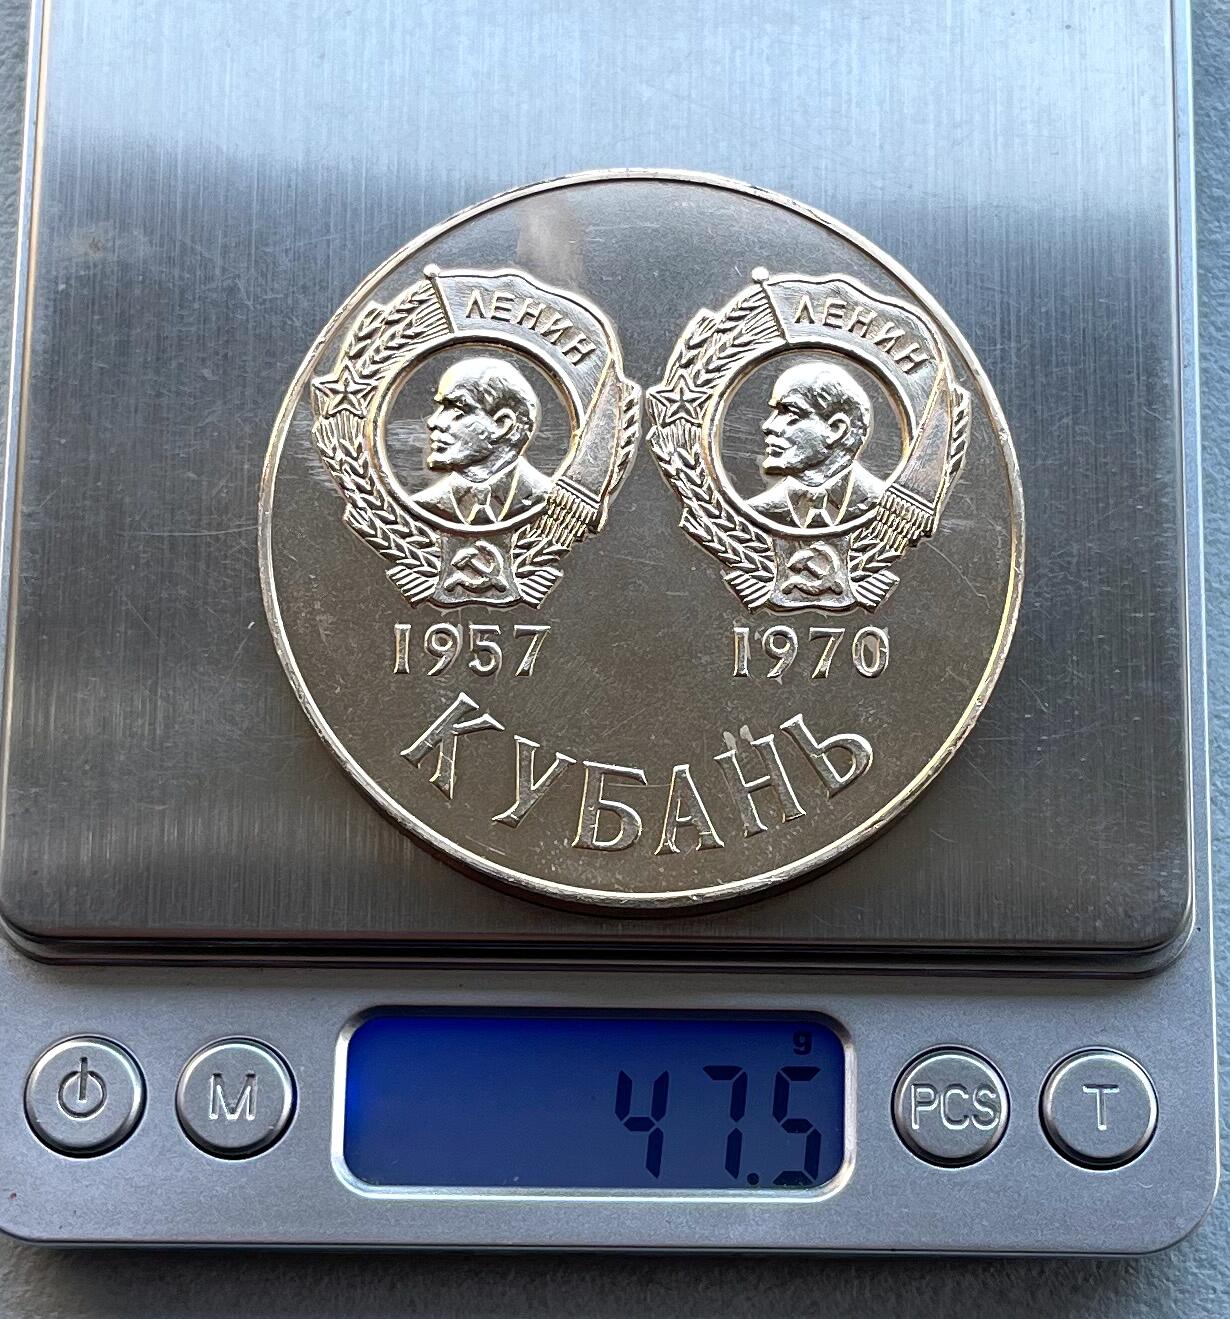 ЛЕНИН ЛЕНИН
1957 1970
КУБАНЬ
g
47.5
M PCS T